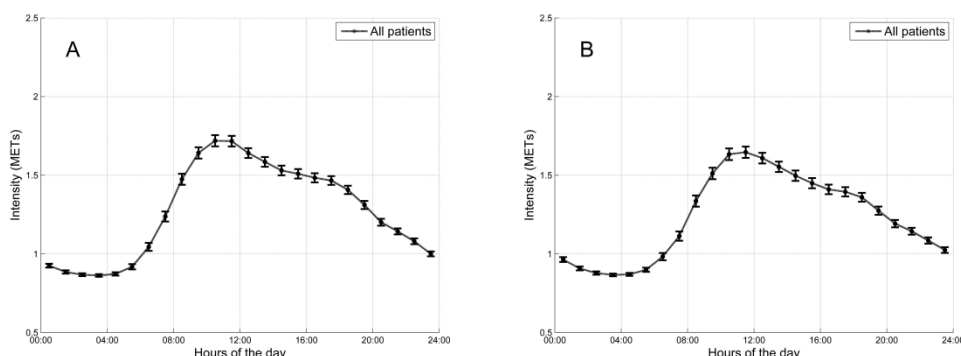 A
All patients
2.5
2
1.5
1
0.5
Intensity (METs)
00:00 04:00 08:00 12:00 16:00 20:00 24:00
Hours of the day
B
All patients
2.5
2
1.5
1
0.5
Intensity (METs)
00:00 04:00 08:00 12:00 16:00 20:00 24:00
Hours of the day